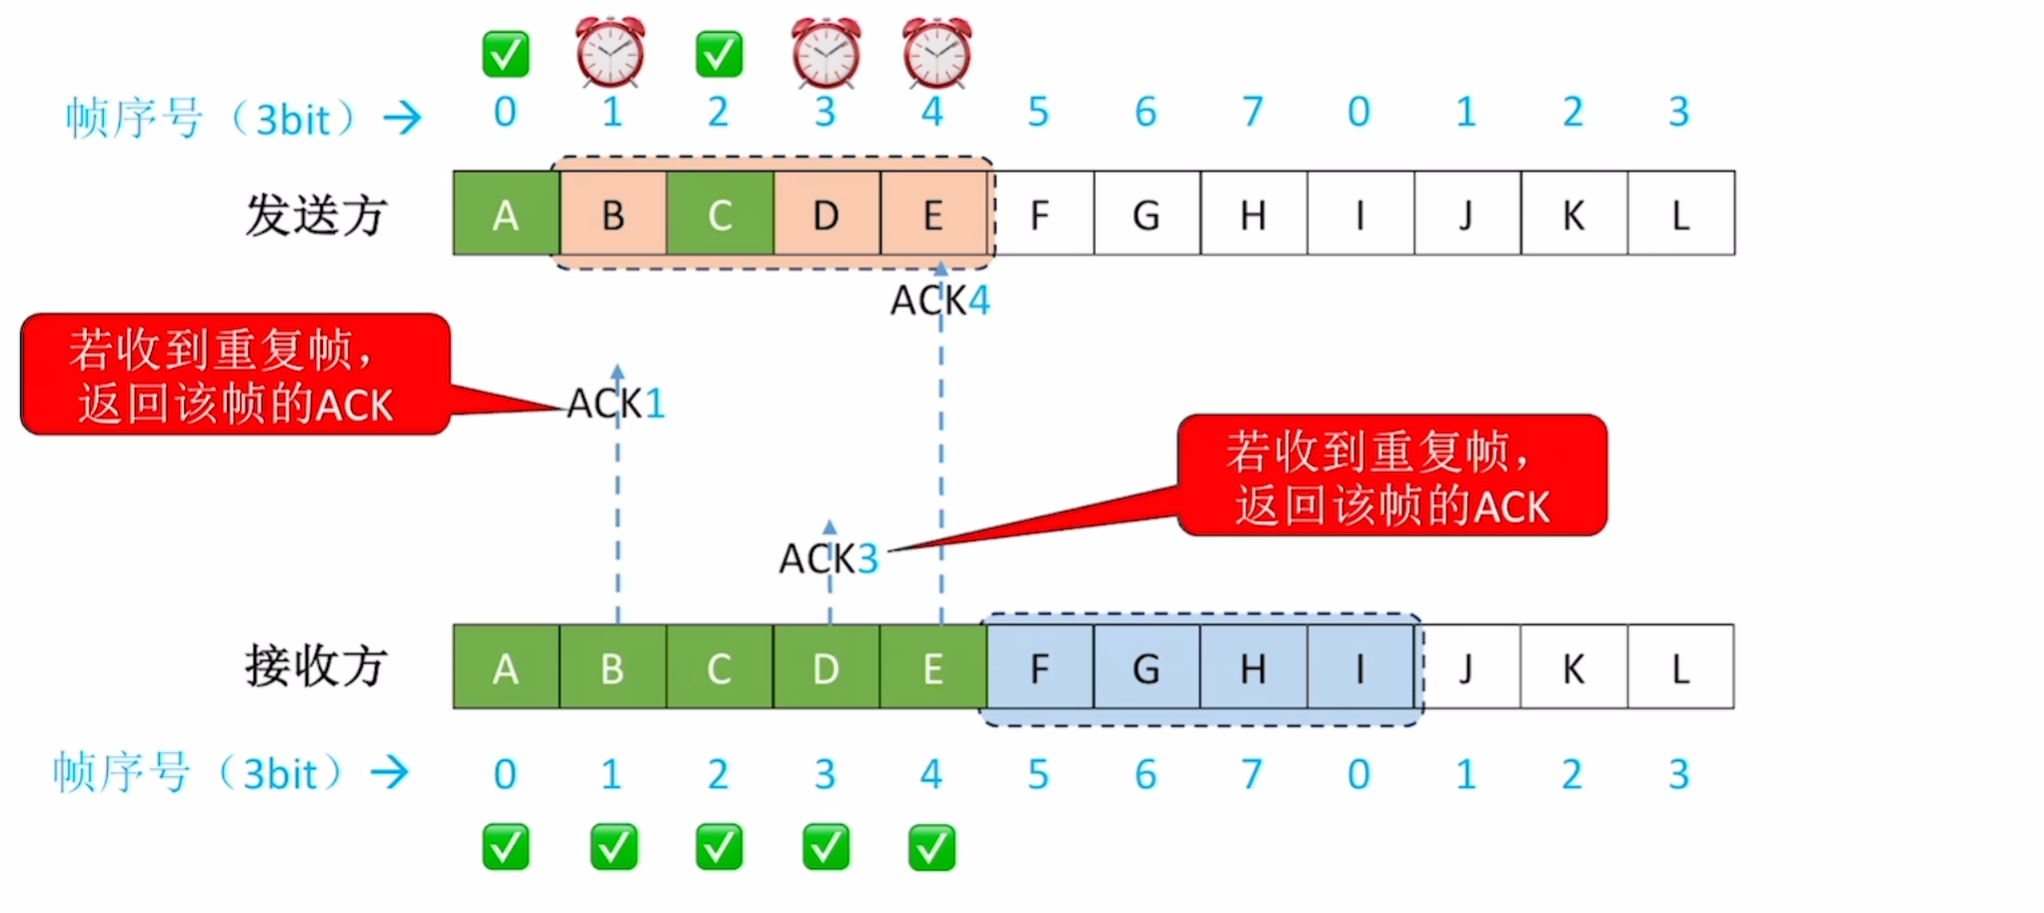 帧序号（3bit）→ 0 1 2 3 4 5 6 7 0 1 2 3
发送方 A B C D E F G H I J K L
ACK4
若收到重复帧，
返回该帧的ACK
ACK1
若收到重复帧，
返回该帧的ACK
ACK3
接收方 A B C D E F G H I J K L
帧序号（3bit）→ 0 1 2 3 4 5 6 7 0 1 2 3